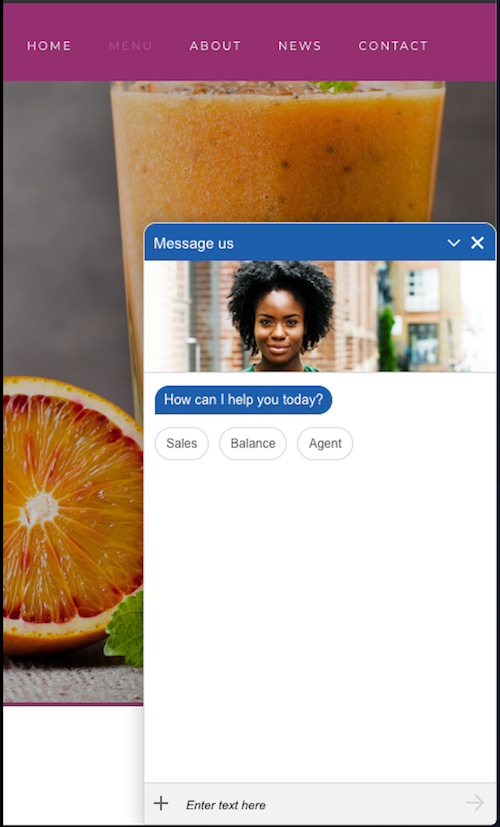 HOME MENU ABOUT NEWS CONTACT
Message us
How can I help you today?
Sales Balance Agent
Enter text here